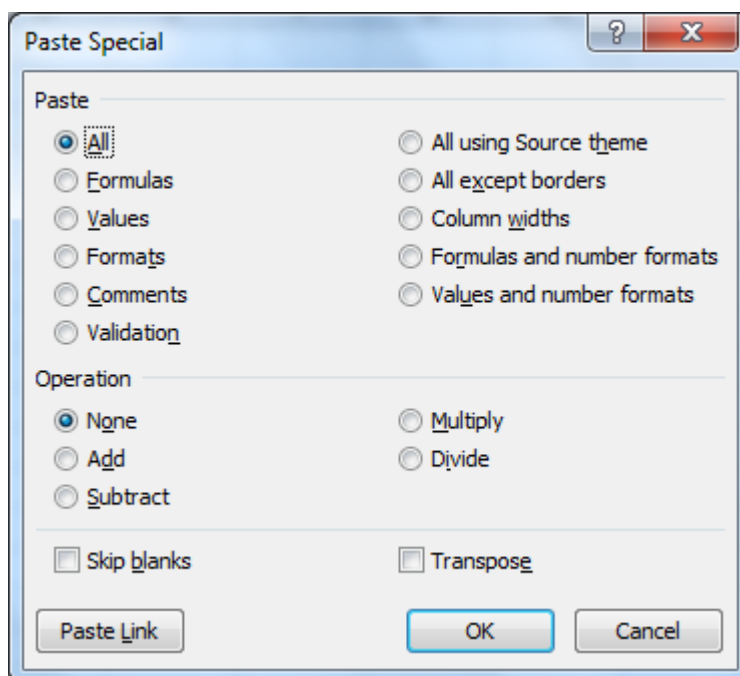 Paste Special
Paste
All
All using Source theme
Formulas
All except borders
Values
Column widths
Formats
Formulas and number formats
Comments
Values and number formats
Validation
Operation
None
Multiply
Add
Divide
Subtract
Skip blanks
Transpose
Paste Link
OK
Cancel